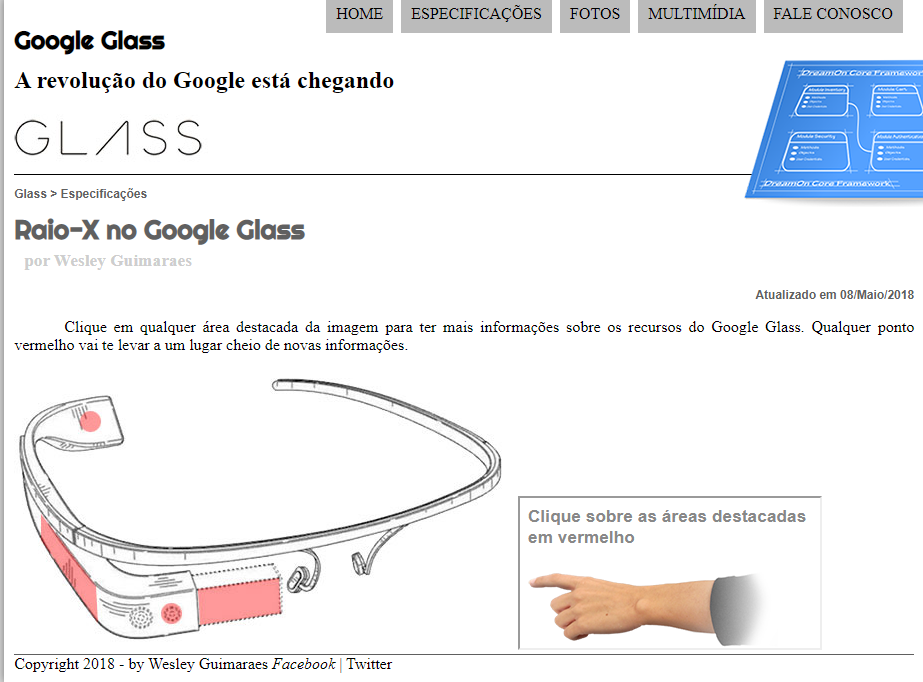 HOME ESPECIFICAÇÕES FOTOS MULTIMÍDIA FALE CONOSCO
Google Glass
A revolução do Google está chegando
GLASS
DreamOn Core Framework
Module Inventory
Module Security
DreamOn Core Framework
Glass > Especificações
Raio-X no Google Glass
por Wesley Guimaraes
Atualizado em 08/Maio/2018
Clique em qualquer área destacada da imagem para ter mais informações sobre os recursos do Google Glass. Qualquer ponto
vermelho vai te levar a um lugar cheio de novas informações.
Clique sobre as áreas destacadas
em vermelho
Copyright 2018 - by Wesley Guimaraes Facebook | Twitter